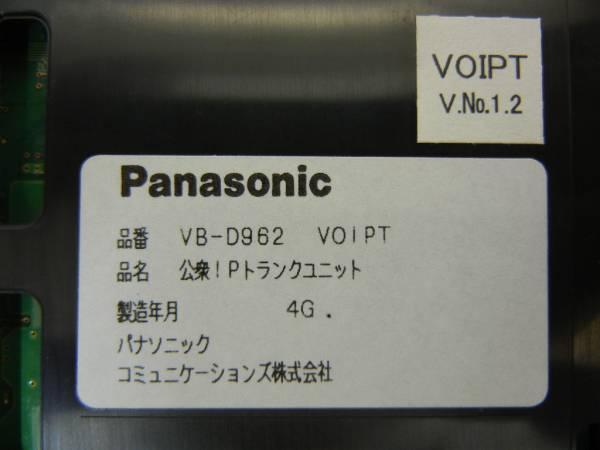 VOIPT
V.No.1.2
Panasonic
品番 VB-D962 VOIPT
品名 公衆IPトランクユニット
製造年月 4G.
パナソニック
コミュニケーションズ株式会社